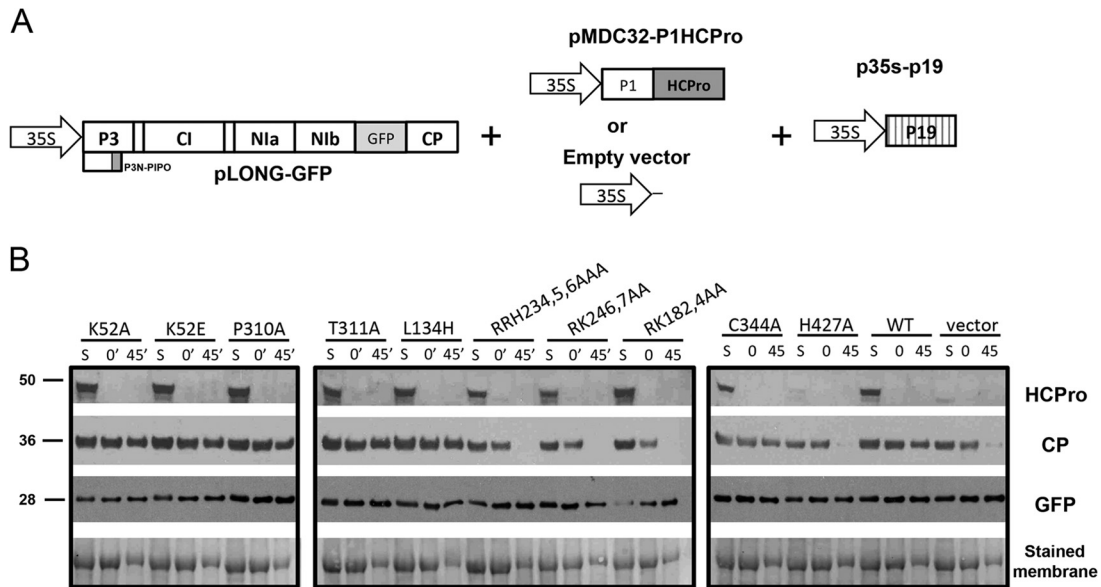 A
pMDC32-P1HCPro
35S P1 HCPro
or
Empty vector
35S
p35s-p19
35S P19
35S P3 CI NIa NIb GFP CP
P3N-PIPO
pLONG-GFP
+
+
B
K52A K52E P310A
S 0' 45' S 0' 45' S 0' 45'
T311A L134H RRH234,5,6AAA RK246,7AA RK182,4AA
S 0' 45' S 0' 45' S 0' 45' S 0' 45' S 0 45'
C344A H427A WT vector
S 0 45 S 0 45 S 0 45 S 0 45
50
36
28
HCPro
CP
GFP
Stained
membrane